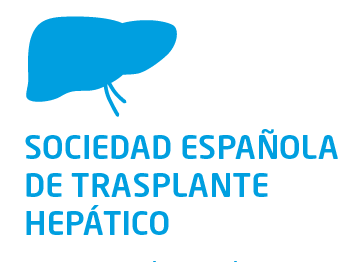 SOCIEDAD ESPAÑOLA
DE TRASPLANTE
HEPÁTICO